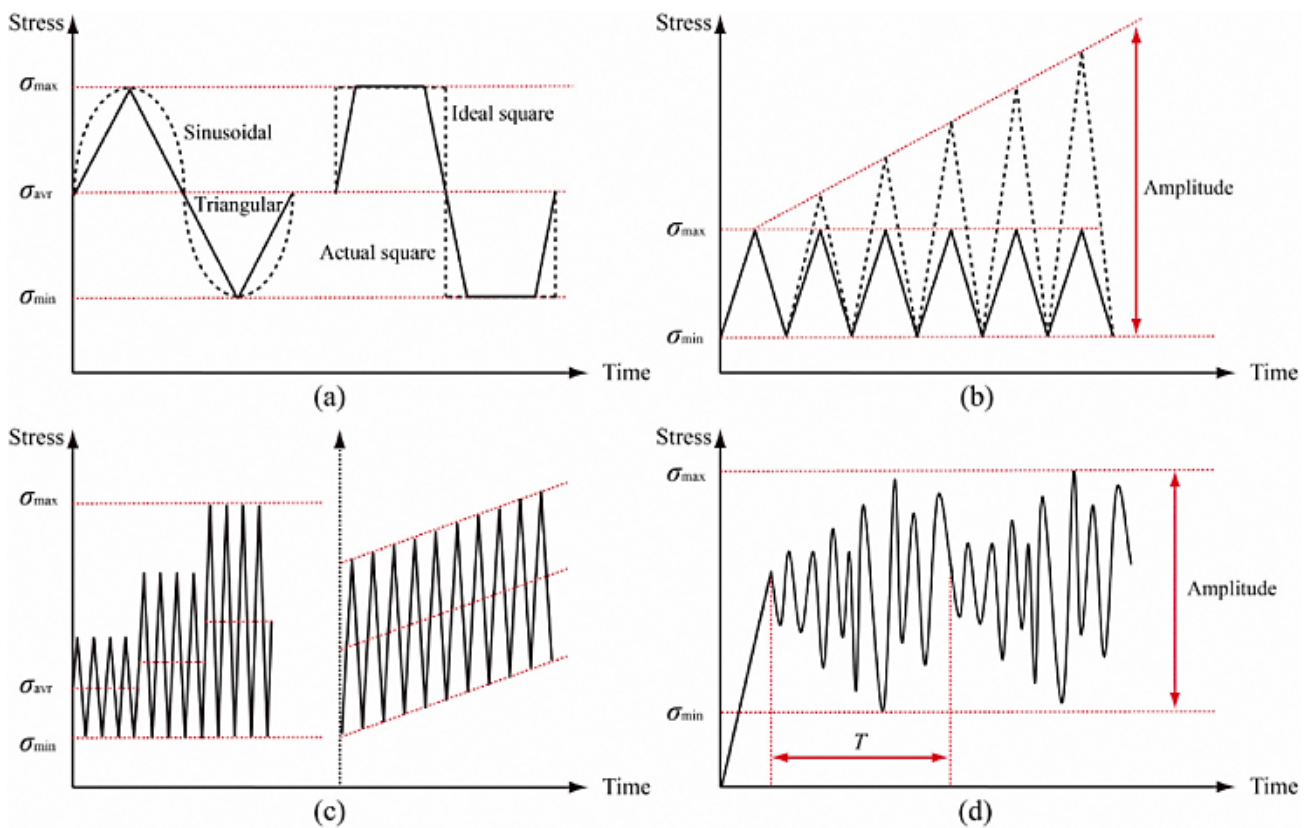 Stress
σmax
Sinusoidal
Ideal square
σavr
Triangular
Actual square
σmin
Time
(a)
Stress
Amplitude
σmax
σmin
Time
(b)
Stress
σmax
σavr
σmin
Time
(c)
Stress
σmax
Amplitude
σmin
T
Time
(d)